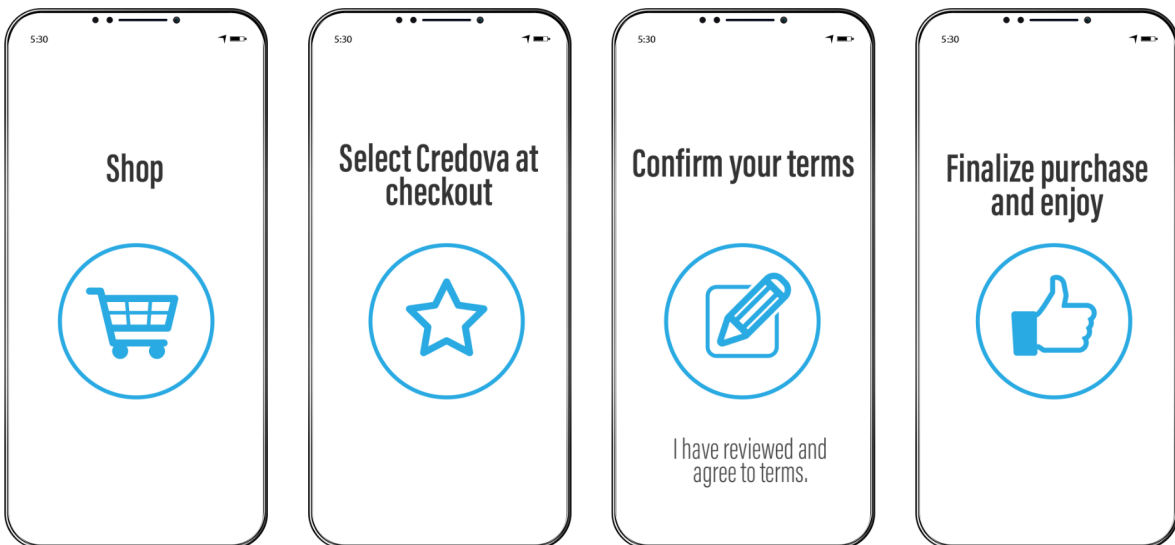 5:30
Shop
5:30
Select Credova at
checkout
5:30
Confirm your terms
I have reviewed and
agree to terms.
5:30
Finalize purchase
and enjoy